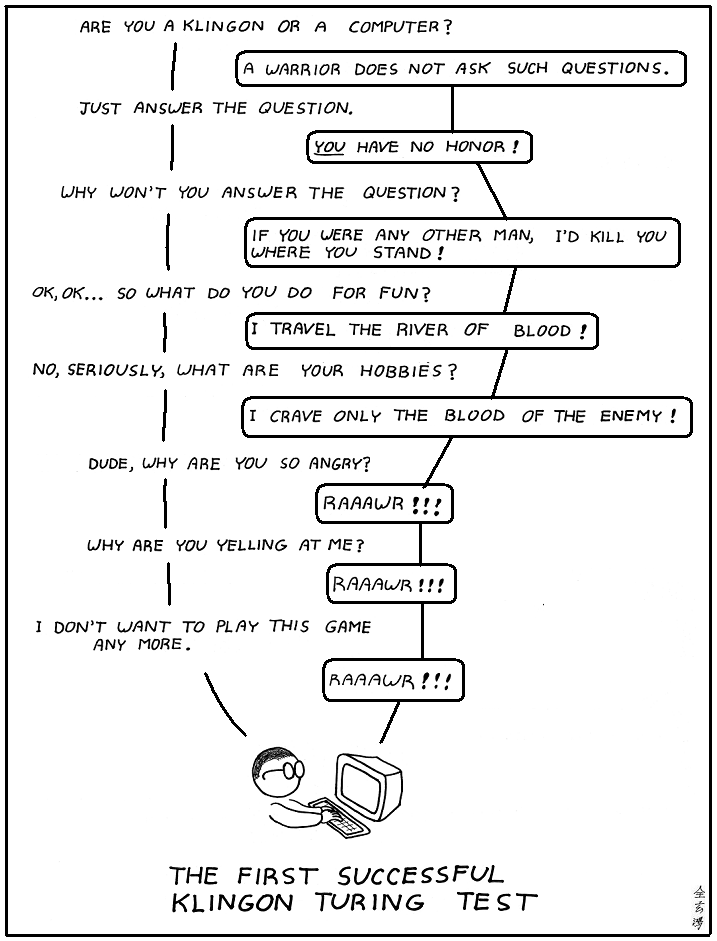 ARE YOU A KLINGON OR A COMPUTER?
A WARRIOR DOES NOT ASK SUCH QUESTIONS.
JUST ANSWER THE QUESTION.
YOU HAVE NO HONOR!
WHY WON'T YOU ANSWER THE QUESTION?
IF YOU WERE ANY OTHER MAN, I'D KILL YOU
WHERE YOU STAND!
OK, OK... SO WHAT DO YOU DO FOR FUN?
I TRAVEL THE RIVER OF BLOOD!
NO, SERIOUSLY, WHAT ARE YOUR HOBBIES?
I CRAVE ONLY THE BLOOD OF THE ENEMY!
DUDE, WHY ARE YOU SO ANGRY?
RAAAWR!!!
WHY ARE YOU YELLING AT ME?
RAAAWR!!!
I DON'T WANT TO PLAY THIS GAME
ANY MORE.
RAAAWR!!!
THE FIRST SUCCESSFUL
KLINGON TURING TEST